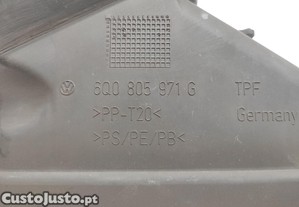 6Q0 805 971 G TPF
>PP-T20< Germany
>PS/PE/PB<
CustoJusto.pt